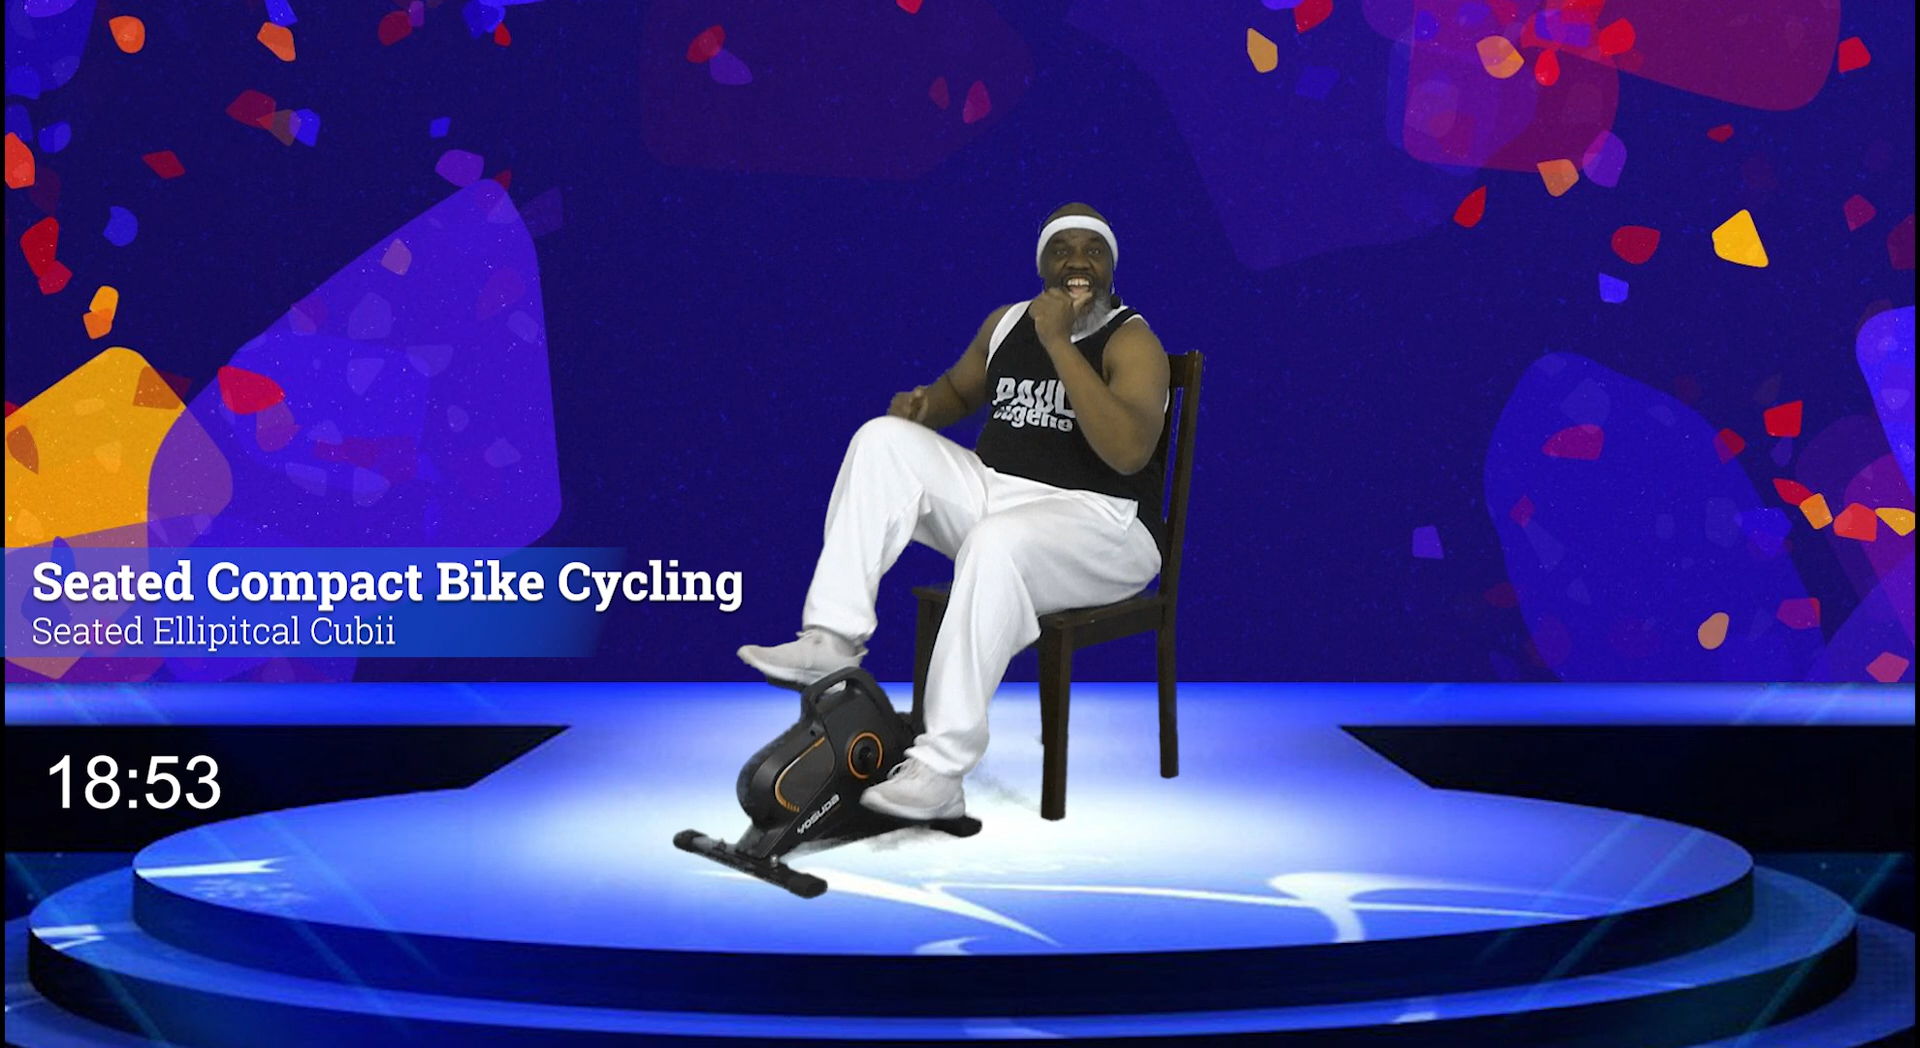 PAUL
eugene
Seated Compact Bike Cycling
Seated Ellipitcal Cubii
18:53
YOSUDA